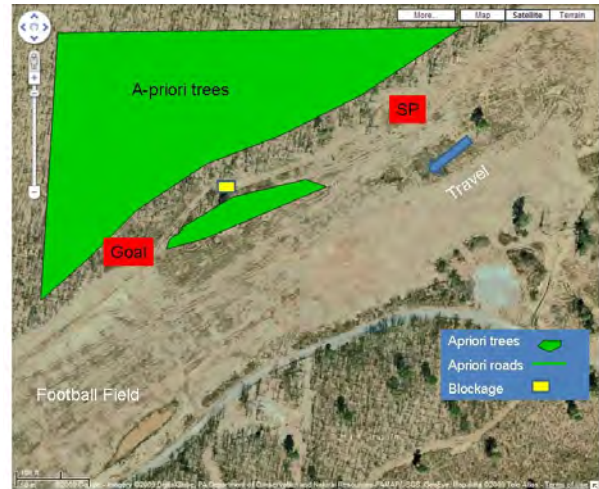 More...
Map
Satellite
Terrain
A-priori trees
SP
Travel
Goal
Apriori trees
Apriori roads
Blockage
Football Field